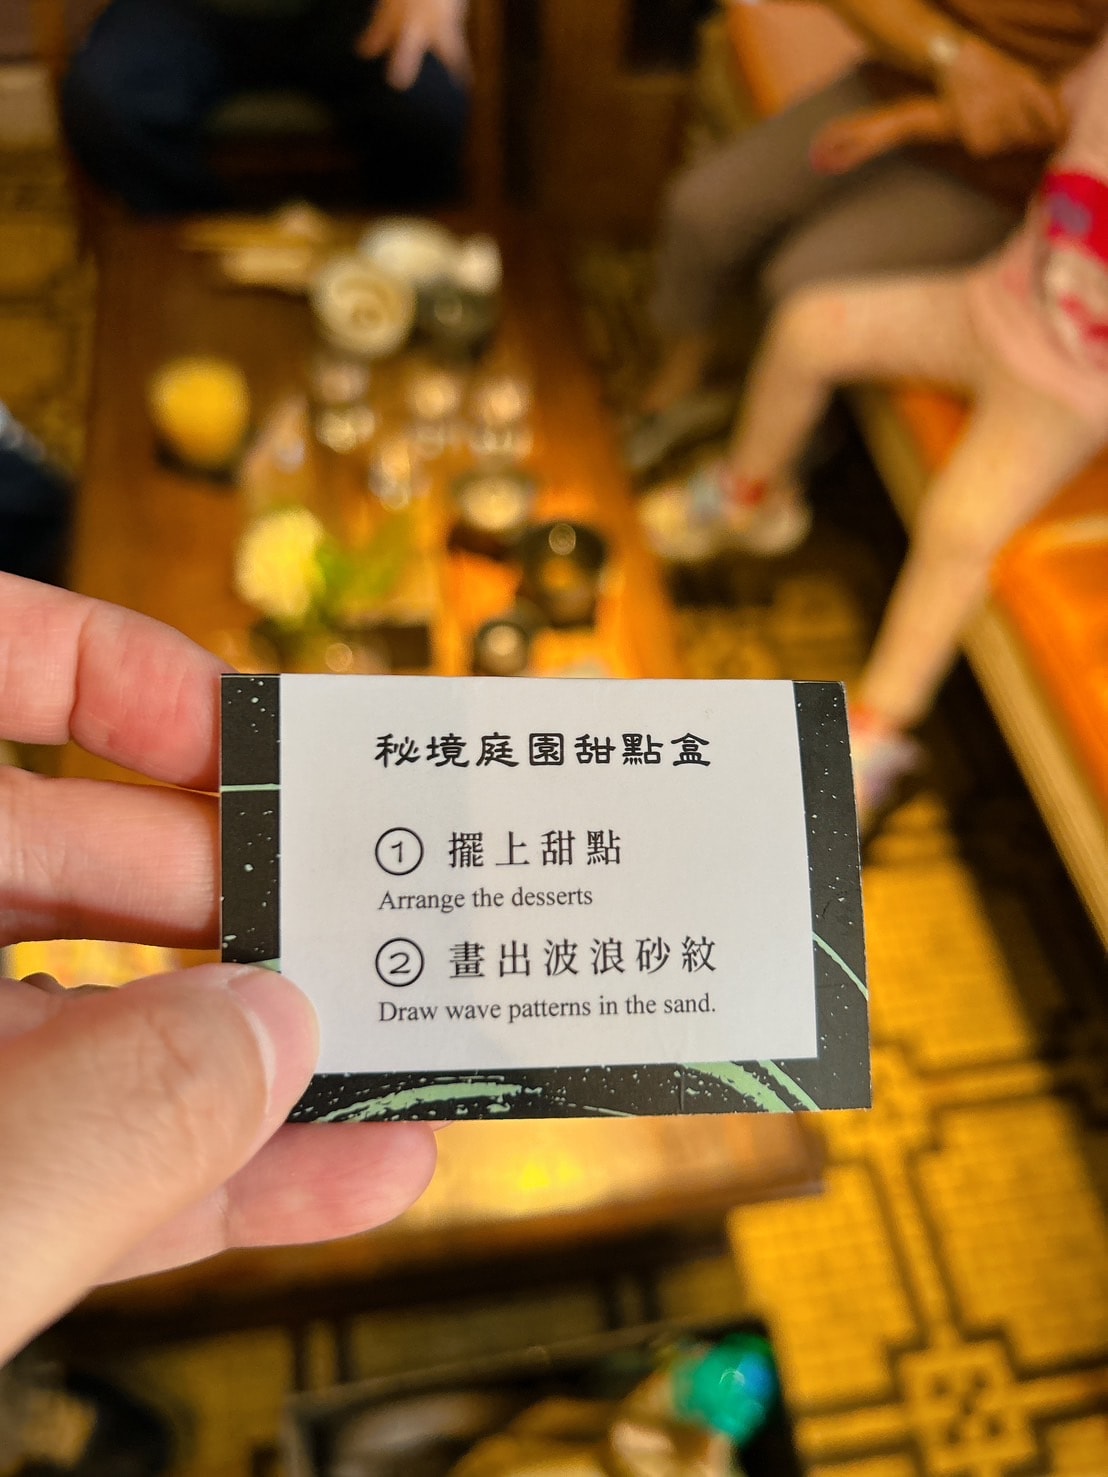 秘境庭園甜點盒
① 擺上甜點
Arrange the desserts
② 畫出波浪砂紋
Draw wave patterns in the sand.